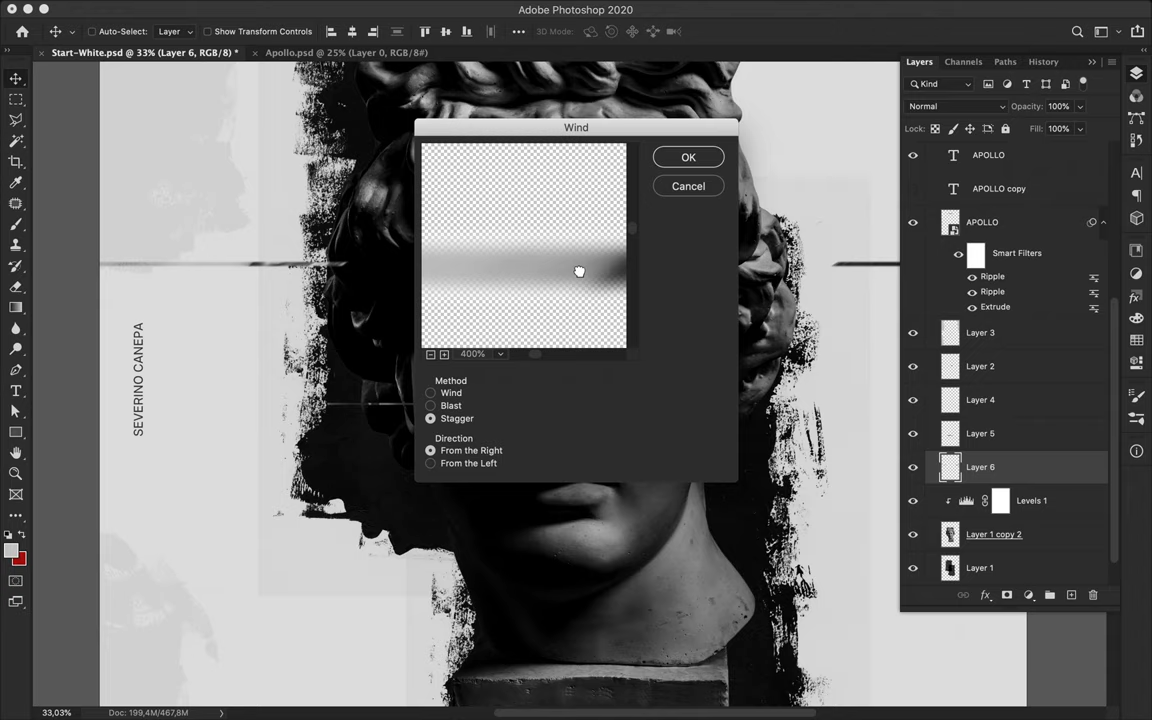 Adobe Photoshop 2020
Auto-Select: Layer Show Transform Controls 3D Mode:
Start-White.psd @ 33% (Layer 6, RGB/8) * Apollo.psd @ 25% (Layer 0, RGB/8#)
Layers Channels Paths History
Kind
Normal Opacity: 100%
Lock: Fill: 100%
APOLLO
APOLLO copy
APOLLO
Smart Filters
Ripple
Ripple
Extrude
Layer 3
Layer 2
Layer 4
Layer 5
Layer 6
Levels 1
Layer 1 copy 2
Layer 1
Wind
OK
Cancel
400%
Method
Wind
Blast
Stagger
Direction
From the Right
From the Left
SEVERINO CANEPA
33,03% Doc: 199,4M/467,8M